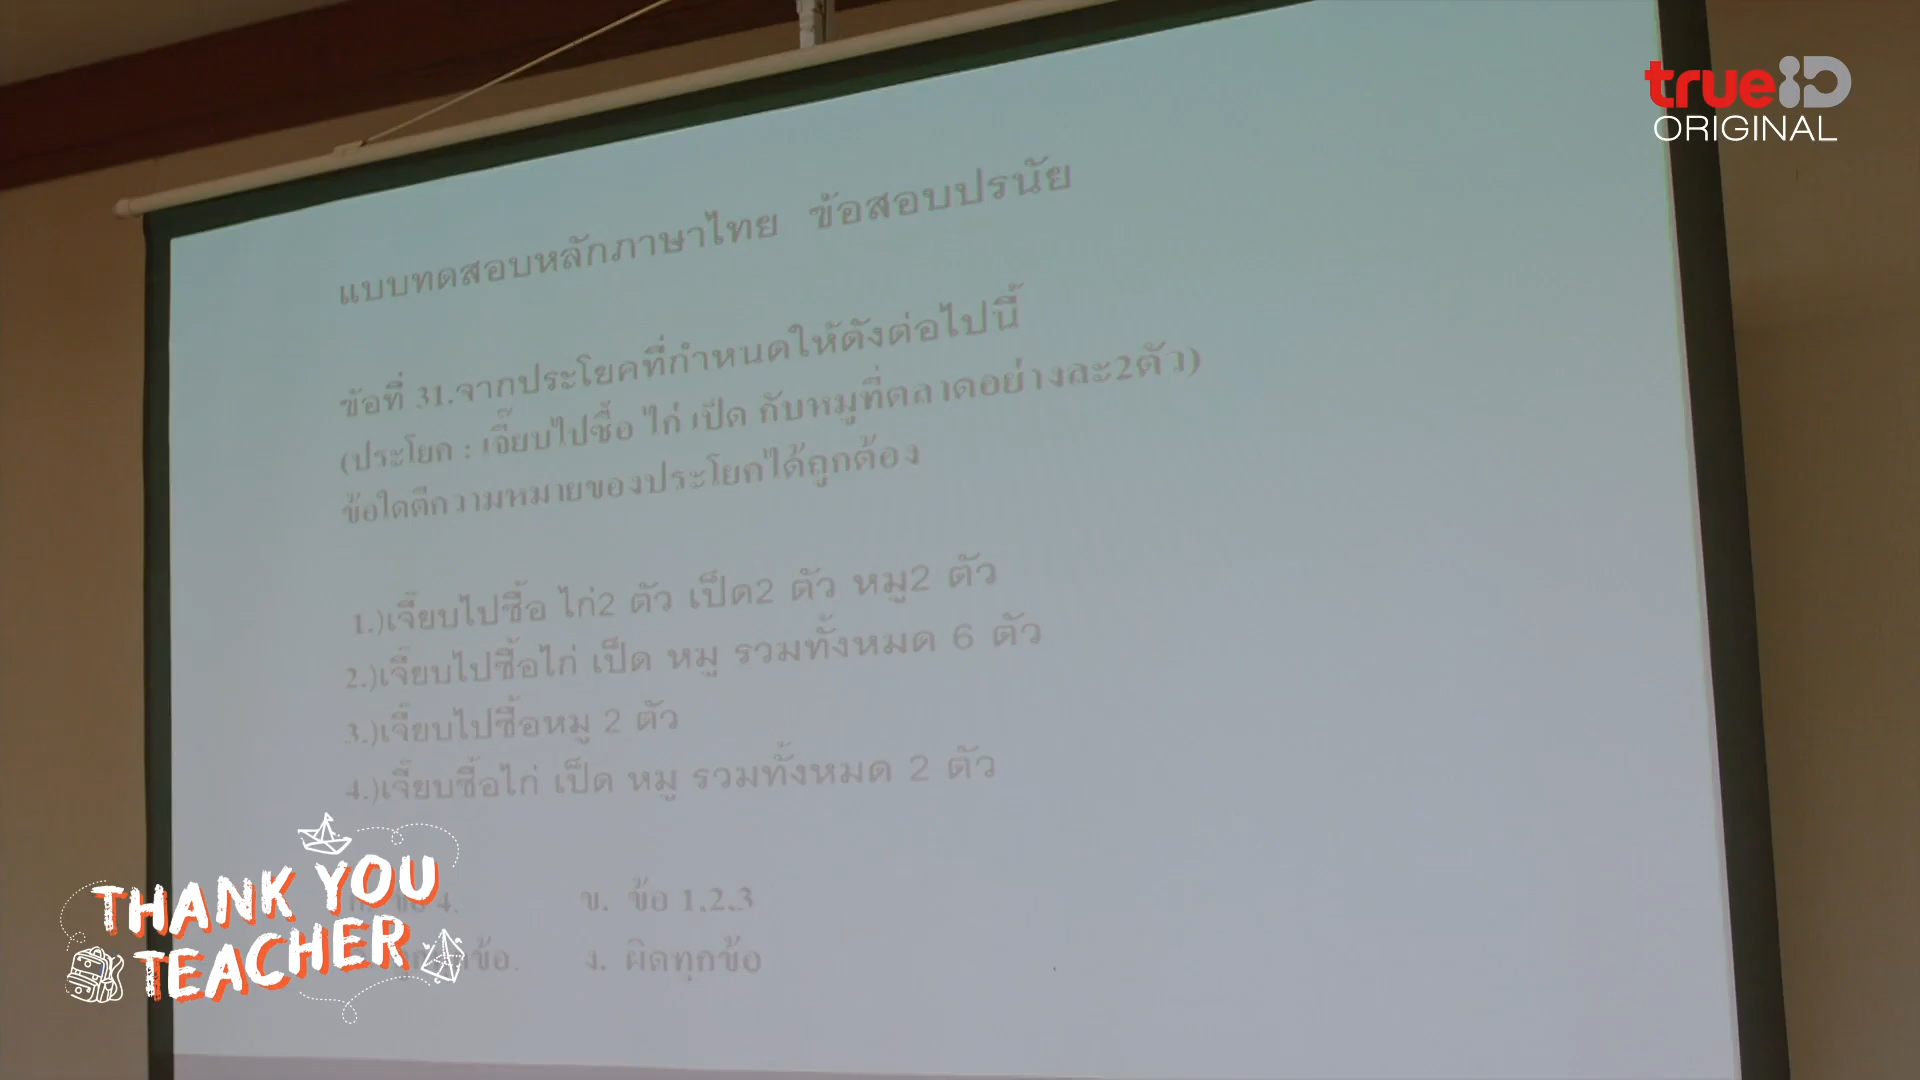 trueID
ORIGINAL
แบบทดสอบหลักภาษาไทย ข้อสอบปรนัย
ข้อที่ 31.จากประโยคที่กำหนดให้ดังต่อไปนี้
(ประโยค : เจี๊ยบไปซื้อ ไก่ เป็ด กับหมูที่ตลาดอย่างละ2ตัว)
ข้อใดตีความหมายของประโยคได้ถูกต้อง
1.)เจี๊ยบไปซื้อ ไก่2 ตัว เป็ด2 ตัว หมู2 ตัว
2.)เจี๊ยบไปซื้อไก่ เป็ด หมู รวมทั้งหมด 6 ตัว
3.)เจี๊ยบไปซื้อหมู 2 ตัว
4.)เจี๊ยบซื้อไก่ เป็ด หมู รวมทั้งหมด 2 ตัว
4. ข. ข้อ 1,2,3
ข้อ. ง. ผิดทุกข้อ
THANK YOU
TEACHER